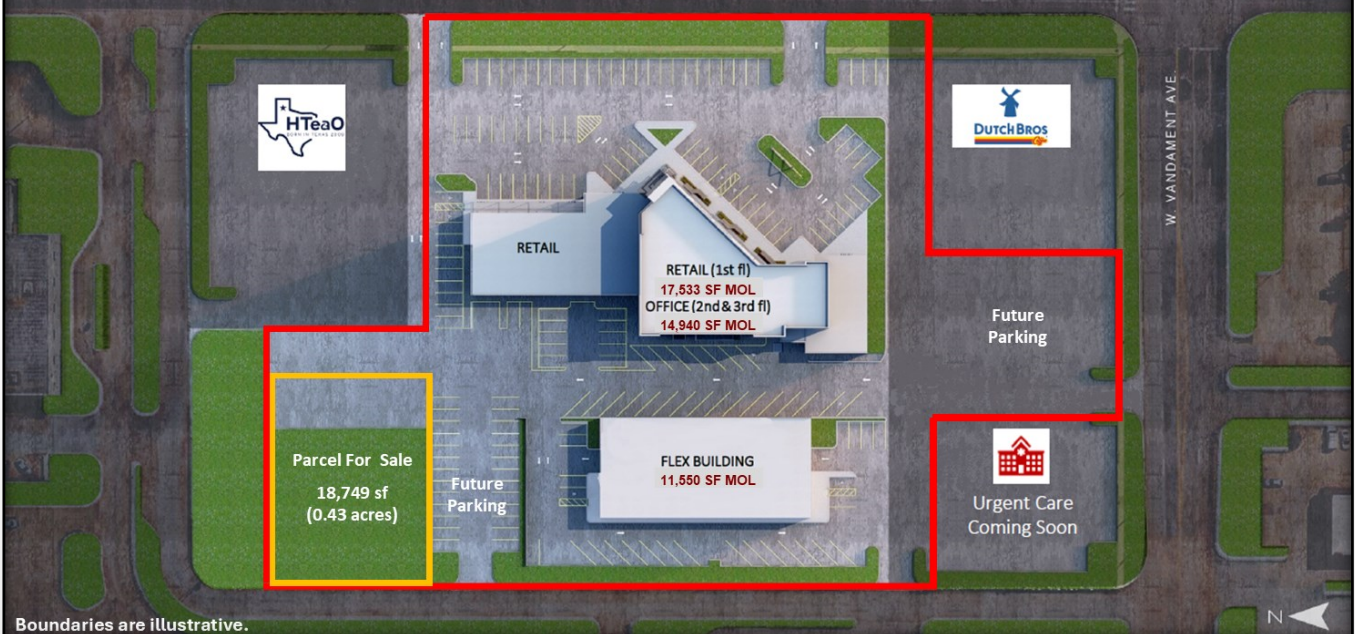 HTeaO
BORN IN TEXAS
DUTCH BROS
W. VANDAMENT AVE.
RETAIL
RETAIL (1st fl)
17,533 SF MOL
OFFICE (2nd & 3rd fl)
14,940 SF MOL
Future
Parking
Parcel For Sale
18,749 sf
(0.43 acres)
Future
Parking
FLEX BUILDING
11,550 SF MOL
Urgent Care
Coming Soon
Boundaries are illustrative.
N